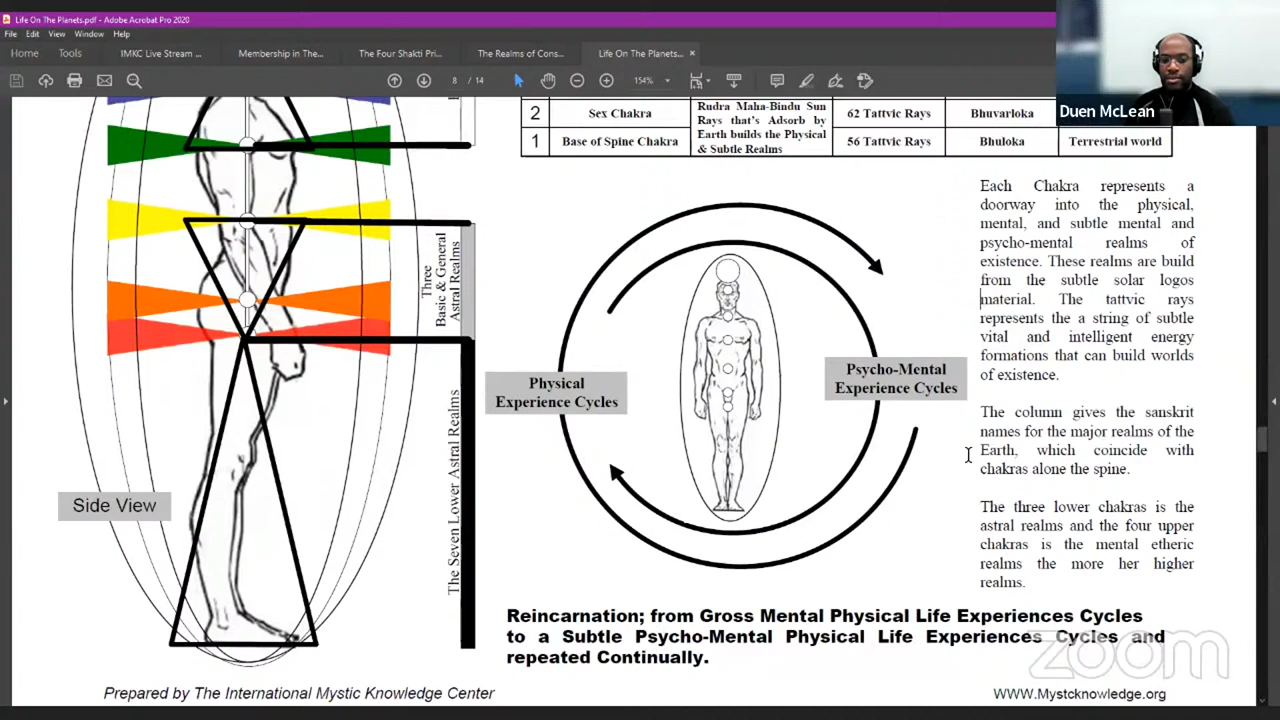 Life On The Planets.pdf - Adobe Acrobat Pro 2020
File Edit View Window Help
Home Tools IMKC Live Stream ... Membership in The... The Four Shakti Pri... The Realms of Cons... Life On The Planets... ×
8 / 14 154%
Duen McLean
2 Sex Chakra 62 Tattvic Rays Bhuvarloka
Rudra Maha-Bindu Sun
Rays that's Adsorb by
Earth builds the Physical
& Subtle Realms
1 Base of Spine Chakra 56 Tattvic Rays Bhuloka Terrestrial world
Three
Basic & General
Astral Realms
The Seven Lower Astral Realms
Side View
Physical
Experience Cycles
Psycho-Mental
Experience Cycles
Each Chakra represents a
doorway into the physical,
mental, and subtle mental and
psycho-mental realms of
existence. These realms are build
from the subtle solar logos
material. The tattvic rays
represents the a string of subtle
vital and intelligent energy
formations that can build worlds
of existence.
The column gives the sanskrit
names for the major realms of the
Earth, which coincide with
chakras alone the spine.
The three lower chakras is the
astral realms and the four upper
chakras is the mental etheric
realms the more her higher
realms.
Reincarnation; from Gross Mental Physical Life Experiences Cycles
to a Subtle Psycho-Mental Physical Life Experiences Cycles and
repeated Continually.
zoom
Prepared by The International Mystic Knowledge Center
WWW.Mystcknowledge.org